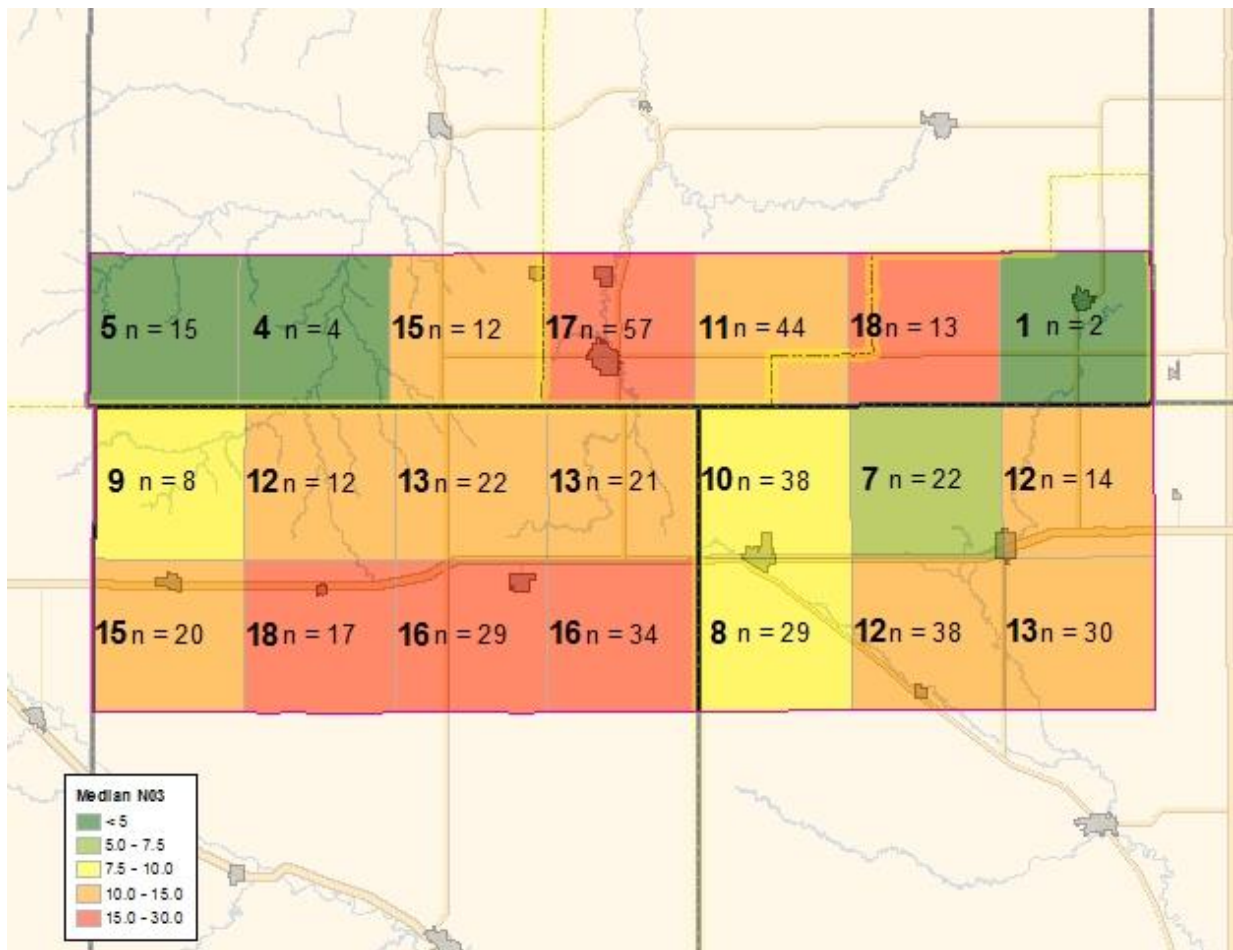 5 n = 15 4 n = 4 15 n = 12 17 n = 57 11 n = 44 18 n = 13 1 n = 2
9 n = 8 12 n = 12 13 n = 22 13 n = 21 10 n = 38 7 n = 22 12 n = 14
15 n = 20 18 n = 17 16 n = 29 16 n = 34 8 n = 29 12 n = 38 13 n = 30
Median N03
< 5
5.0 - 7.5
7.5 - 10.0
10.0 - 15.0
15.0 - 30.0